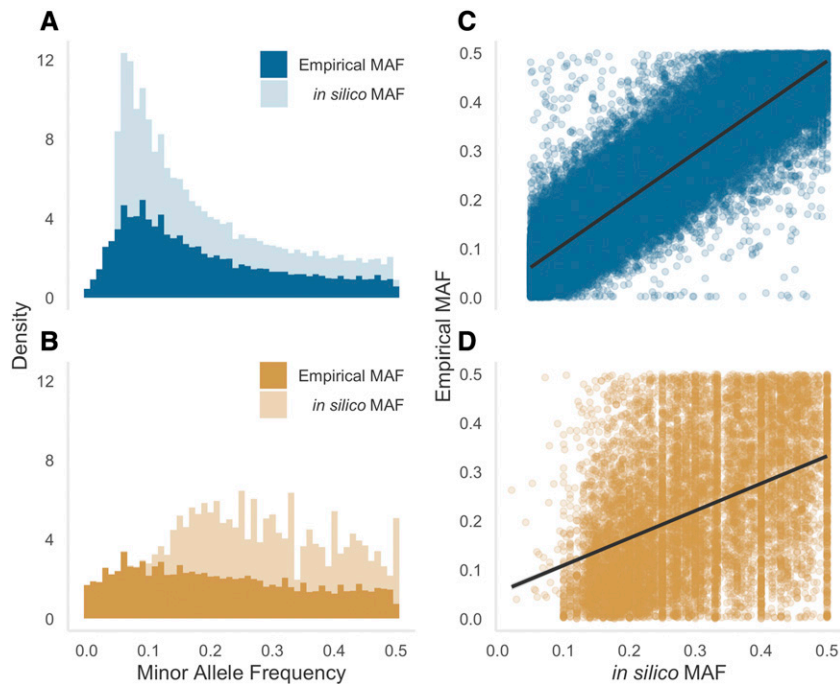 A
12
8
4
0
Empirical MAF
in silico MAF
B
12
8
4
0
Empirical MAF
in silico MAF
Density
0.0 0.1 0.2 0.3 0.4 0.5
Minor Allele Frequency
C
0.5
0.4
0.3
0.2
0.1
0.0
D
0.5
0.4
0.3
0.2
0.1
0.0
Empirical MAF
0.0 0.1 0.2 0.3 0.4 0.5
in silico MAF